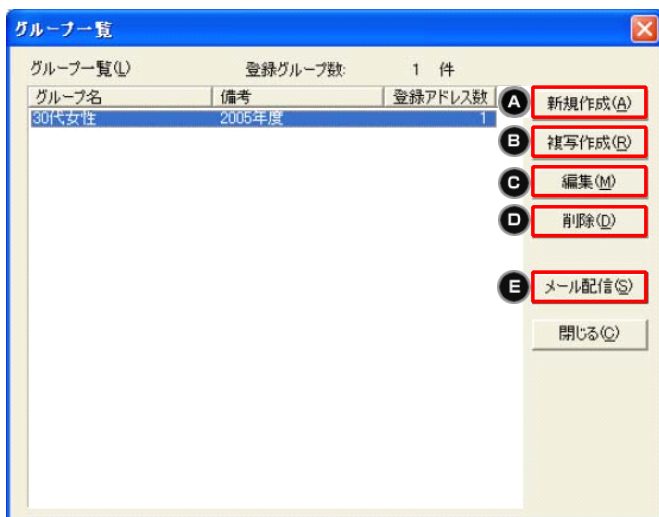 グループ一覧
グループ一覧(L) 登録グループ数: 1 件
グループ名 備考 登録アドレス数
30代女性 2005年度 1
A 新規作成(A)
B 複写作成(R)
C 編集(M)
D 削除(D)
E メール配信(S)
閉じる(C)